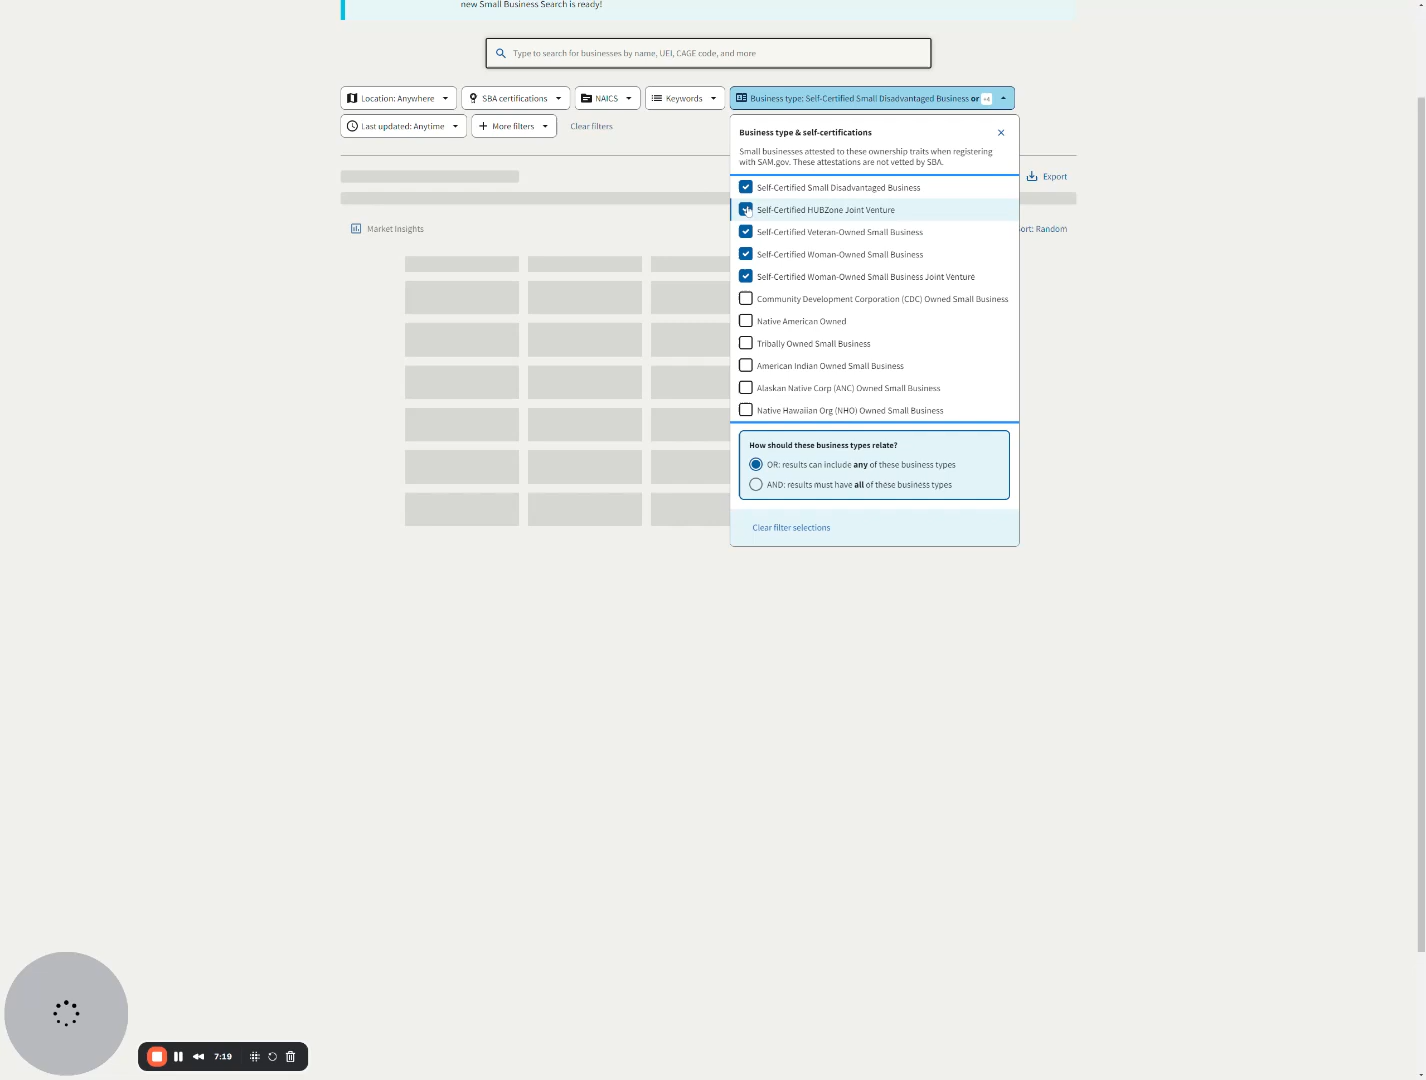 new Small Business Search is ready!
Type to search for businesses by name, UEI, CAGE code, and more
Location: Anywhere
SBA certifications
NAICS
Keywords
Business type: Self-Certified Small Disadvantaged Business or +4
Last updated: Anytime
More filters
Clear filters
Business type & self-certifications
Small businesses attested to these ownership traits when registering
with SAM.gov. These attestations are not vetted by SBA.
Export
Self-Certified Small Disadvantaged Business
Self-Certified HUBZone Joint Venture
Market Insights
Self-Certified Veteran-Owned Small Business
ort: Random
Self-Certified Woman-Owned Small Business
Self-Certified Woman-Owned Small Business Joint Venture
Community Development Corporation (CDC) Owned Small Business
Native American Owned
Tribally Owned Small Business
American Indian Owned Small Business
Alaskan Native Corp (ANC) Owned Small Business
Native Hawaiian Org (NHO) Owned Small Business
How should these business types relate?
OR: results can include any of these business types
AND: results must have all of these business types
Clear filter selections
7:19